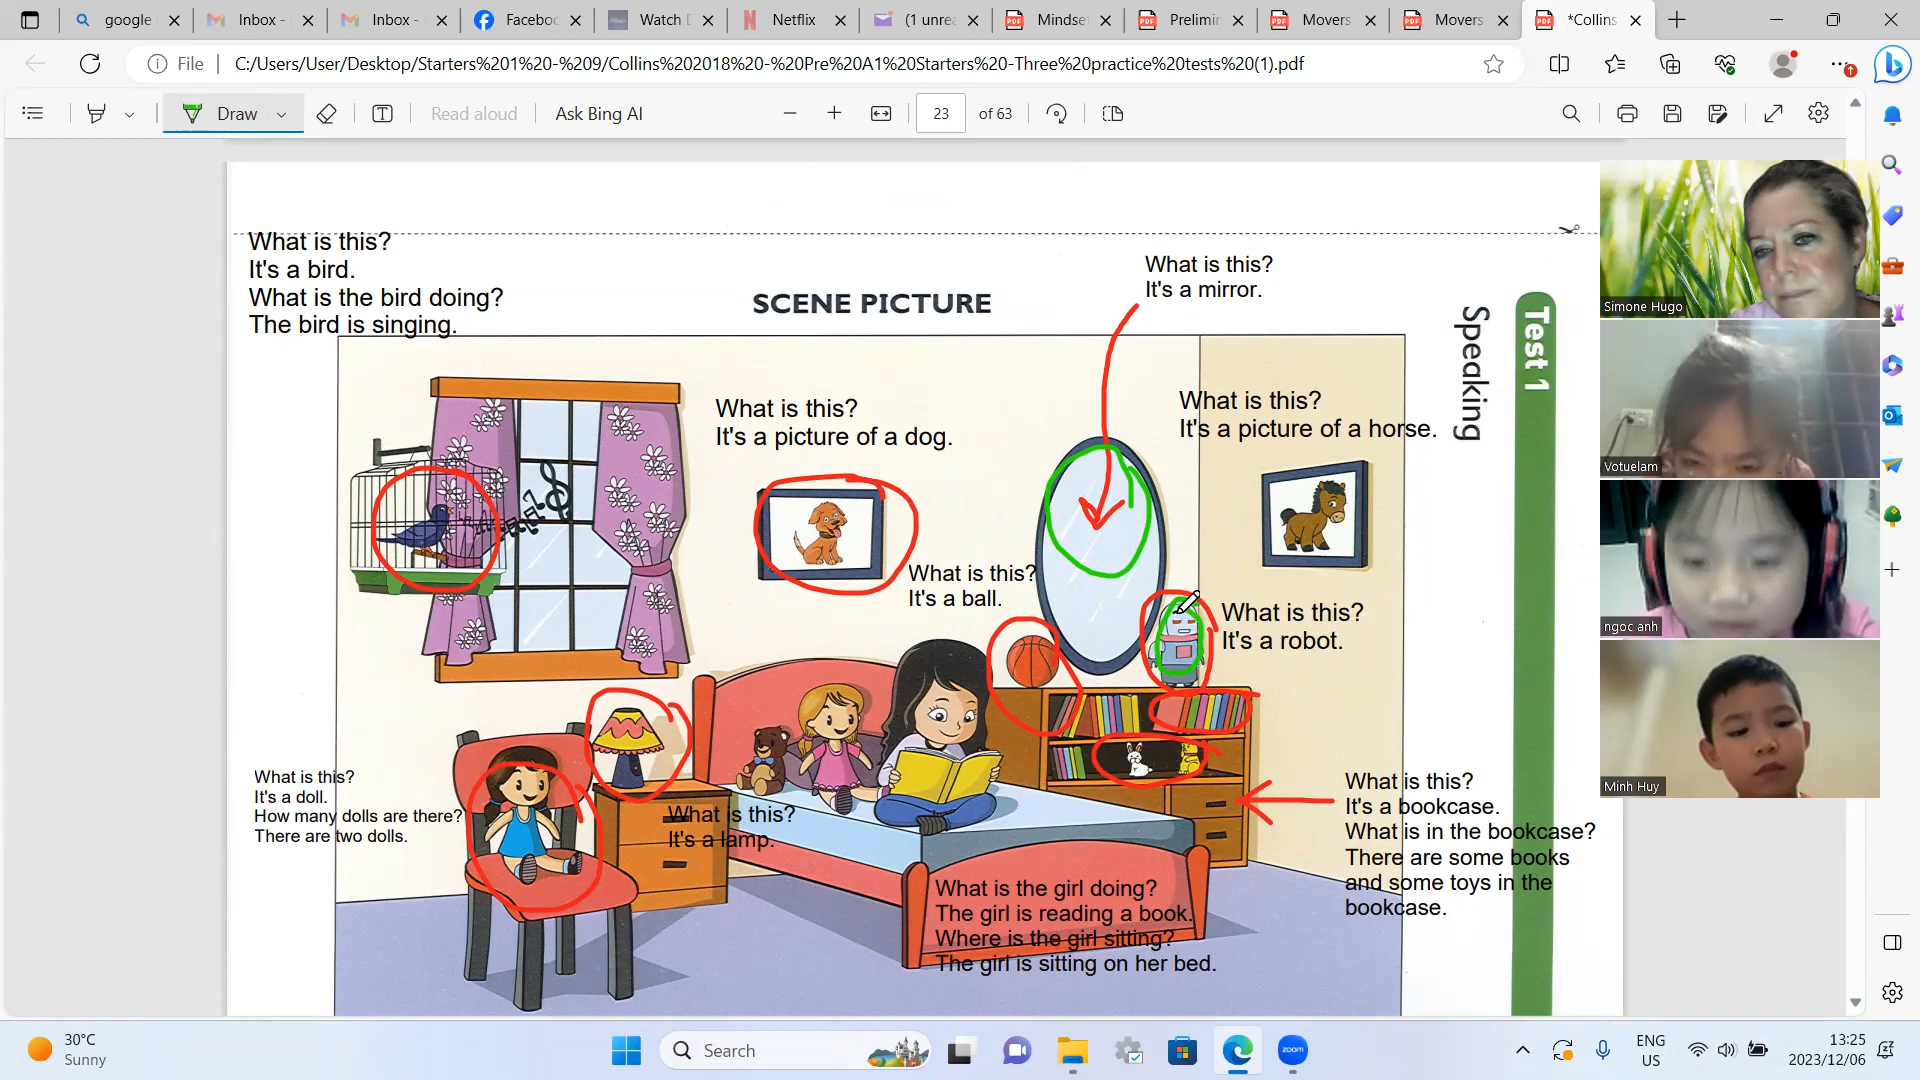 google
Inbox -
Inbox -
Faceboo
Watch D
Netflix
(1 unrea
Mindse
Prelimin
Movers
Movers
*Collins
File
C:/Users/User/Desktop/Starters%201%20-%209/Collins%202018%20-%20Pre%20A1%20Starters%20-Three%20practice%20tests%20(1).pdf
Draw
Read aloud
Ask Bing AI
23
of 63
What is this?
It's a bird.
What is the bird doing?
The bird is singing.
SCENE PICTURE
What is this?
It's a mirror.
Test 1
Speaking
What is this?
It's a picture of a dog.
What is this?
It's a picture of a horse.
What is this?
It's a ball.
What is this?
It's a robot.
What is this?
It's a doll.
How many dolls are there?
There are two dolls.
What is this?
It's a lamp.
What is this?
It's a bookcase.
What is in the bookcase?
There are some books
and some toys in the
bookcase.
What is the girl doing?
The girl is reading a book.
Where is the girl sitting?
The girl is sitting on her bed.
Simone Hugo
Votuelam
ngoc anh
Minh Huy
30°C
Sunny
Search
zoom
ENG
US
13:25
2023/12/06